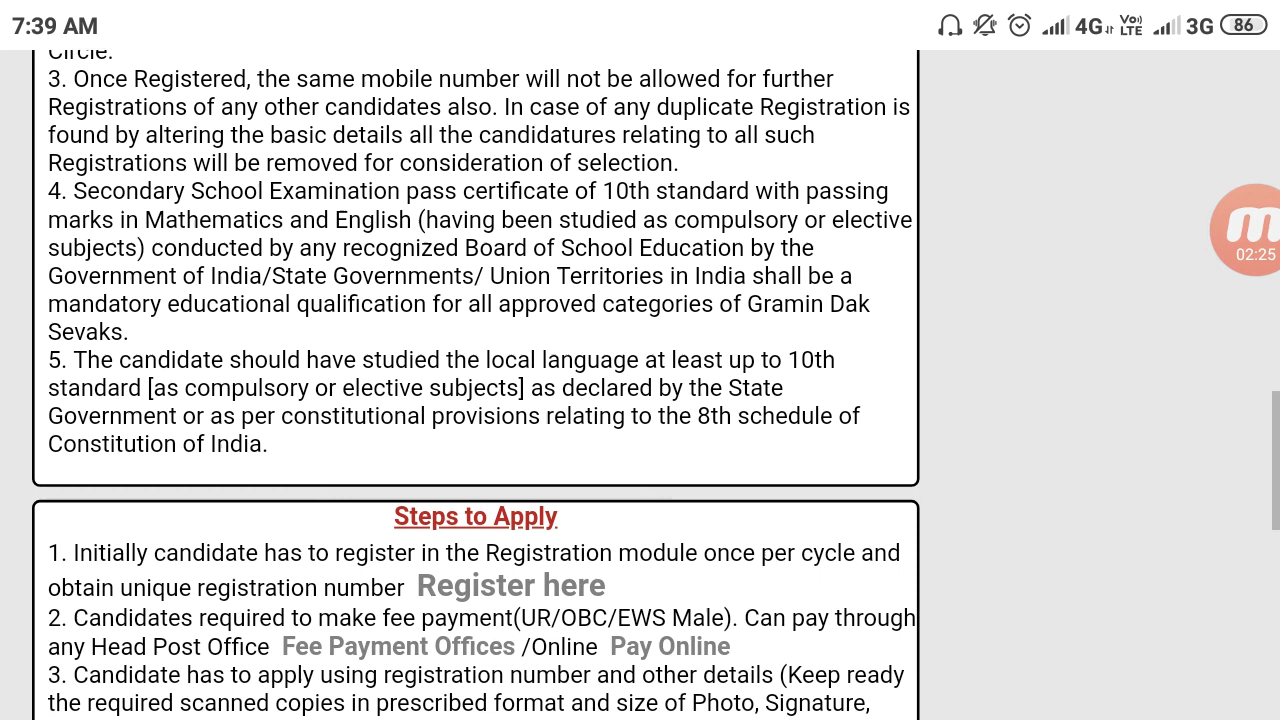 7:39 AM
4G
Vo))
LTE
3G
86
Circle.
3. Once Registered, the same mobile number will not be allowed for further
Registrations of any other candidates also. In case of any duplicate Registration is
found by altering the basic details all the candidatures relating to all such
Registrations will be removed for consideration of selection.
4. Secondary School Examination pass certificate of 10th standard with passing
marks in Mathematics and English (having been studied as compulsory or elective
subjects) conducted by any recognized Board of School Education by the
Government of India/State Governments/ Union Territories in India shall be a
mandatory educational qualification for all approved categories of Gramin Dak
Sevaks.
5. The candidate should have studied the local language at least up to 10th
standard [as compulsory or elective subjects] as declared by the State
Government or as per constitutional provisions relating to the 8th schedule of
Constitution of India.
02:25
Steps to Apply
1. Initially candidate has to register in the Registration module once per cycle and
obtain unique registration number Register here
2. Candidates required to make fee payment(UR/OBC/EWS Male). Can pay through
any Head Post Office Fee Payment Offices /Online Pay Online
3. Candidate has to apply using registration number and other details (Keep ready
the required scanned copies in prescribed format and size of Photo, Signature,